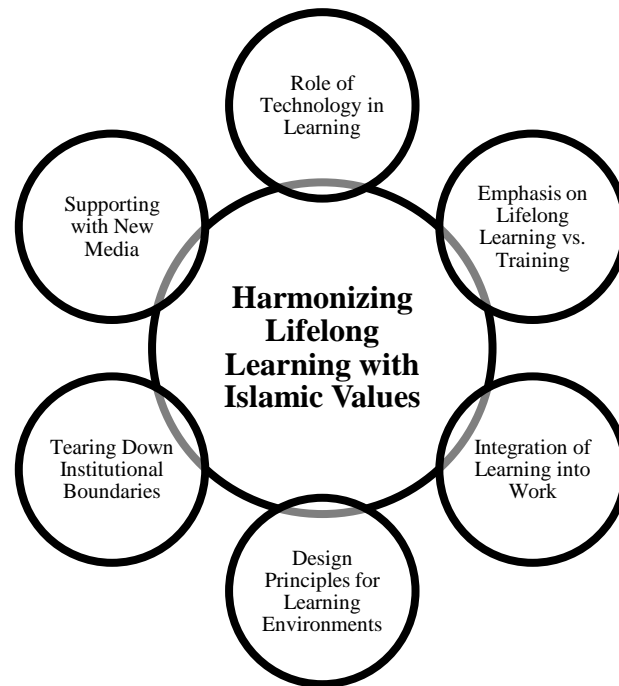 Role of
Technology in
Learning
Emphasis on
Lifelong
Learning vs.
Training
Integration of
Learning into
Work
Design
Principles for
Learning
Environments
Tearing Down
Institutional
Boundaries
Supporting
with New
Media
Harmonizing
Lifelong
Learning with
Islamic Values